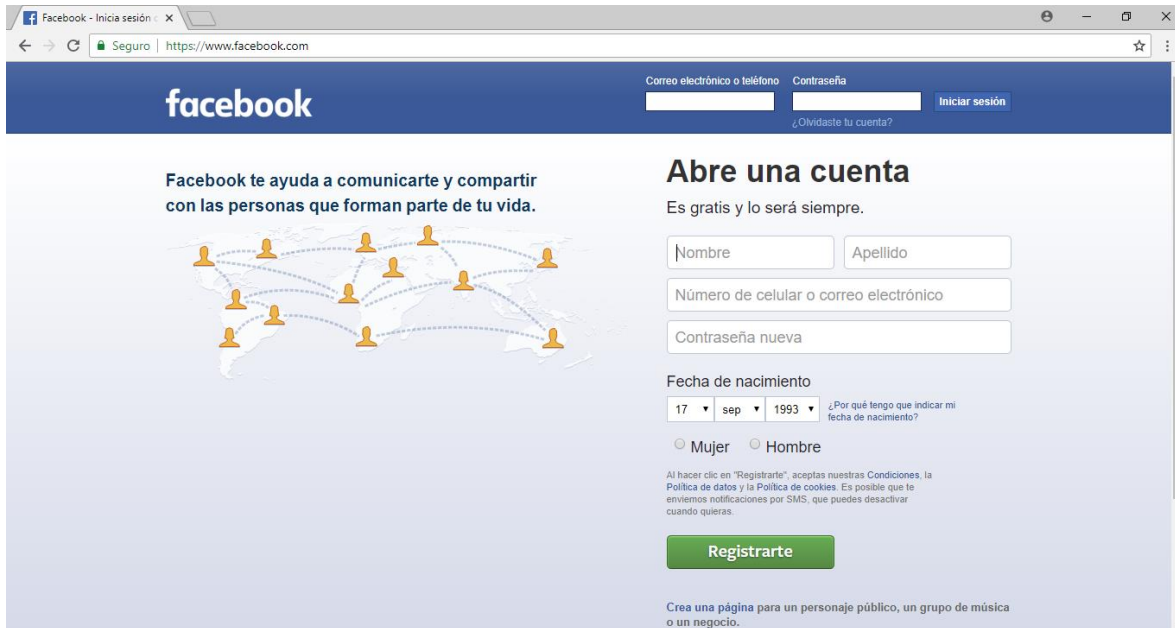 Facebook - Inicia sesión
Seguro | https://www.facebook.com
facebook
Correo electrónico o teléfono
Contraseña
Iniciar sesión
¿Olvidaste tu cuenta?
Facebook te ayuda a comunicarte y compartir
con las personas que forman parte de tu vida.
Abre una cuenta
Es gratis y lo será siempre.
Nombre
Apellido
Número de celular o correo electrónico
Contraseña nueva
Fecha de nacimiento
17 sep 1993
¿Por qué tengo que indicar mi
fecha de nacimiento?
Mujer Hombre
Al hacer clic en "Registrarte", aceptas nuestras Condiciones, la
Política de datos y la Política de cookies. Es posible que te
enviemos notificaciones por SMS, que puedes desactivar
cuando quieras.
Registrarte
Crea una página para un personaje público, un grupo de música
o un negocio.